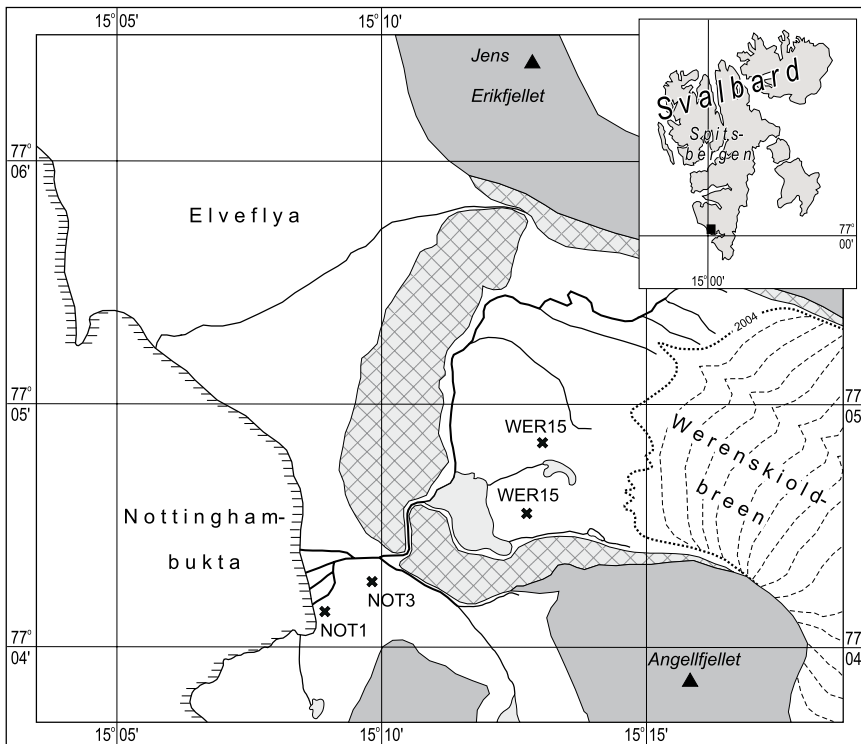 15°05'
15°10'
Jens
Erikfjellet
Svalbard
Spits-
bergen
77°
00'
15°00'
77°
06'
Elveflya
2004
77°
05'
77
05
WER15
Werenskiold-
breen
WER15
Nottingham-
bukta
NOT3
NOT1
77°
04'
77
04
Angellfjellet
15°05'
15°10'
15°15'